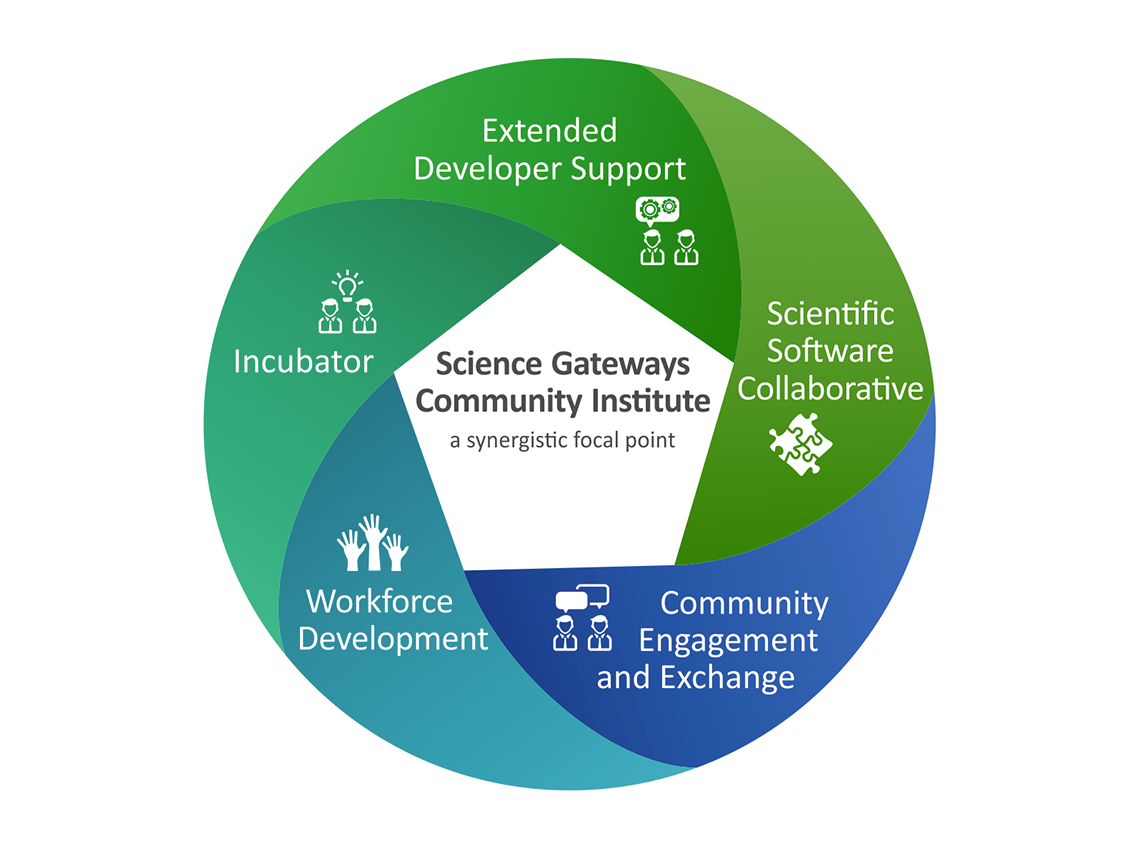 Extended
Developer Support
Scientific
Software
Collaborative
Community
Engagement
and Exchange
Workforce
Development
Incubator
Science Gateways
Community Institute
a synergistic focal point